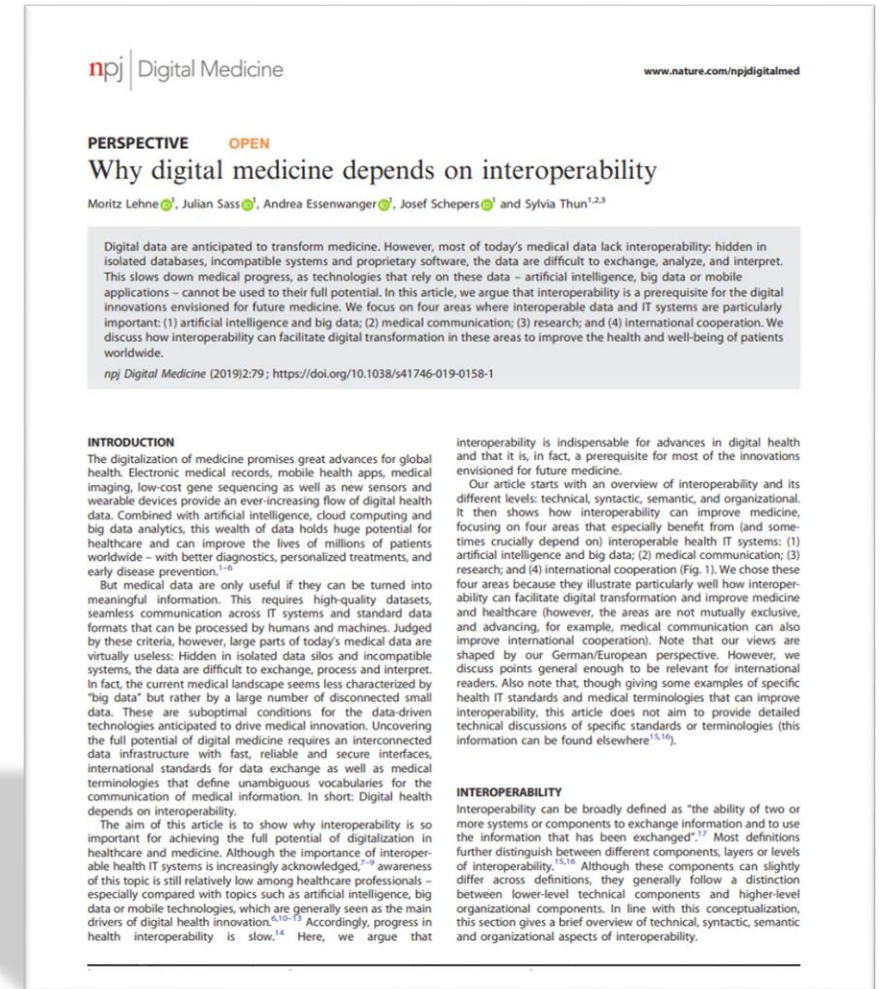 npj | Digital Medicine
www.nature.com/npjdigitalmed
PERSPECTIVE OPEN
Why digital medicine depends on interoperability
Moritz Lehne¹, Julian Sass¹, Andrea Essenwanger¹, Josef Schepers¹ and Sylvia Thun¹,²,³
Digital data are anticipated to transform medicine. However, most of today's medical data lack interoperability: hidden in
isolated databases, incompatible systems and proprietary software, the data are difficult to exchange, analyze, and interpret.
This slows down medical progress, as technologies that rely on these data – artificial intelligence, big data or mobile
applications – cannot be used to their full potential. In this article, we argue that interoperability is a prerequisite for the digital
innovations envisioned for future medicine. We focus on four areas where interoperable data and IT systems are particularly
important: (1) artificial intelligence and big data; (2) medical communication; (3) research; and (4) international cooperation. We
discuss how interoperability can facilitate digital transformation in these areas to improve the health and well-being of patients
worldwide.
npj Digital Medicine (2019)2:79 ; https://doi.org/10.1038/s41746-019-0158-1
INTRODUCTION
The digitalization of medicine promises great advances for global
health. Electronic medical records, mobile health apps, medical
imaging, low-cost gene sequencing as well as new sensors and
wearable devices provide an ever-increasing flow of digital health
data. Combined with artificial intelligence, cloud computing and
big data analytics, this wealth of data holds huge potential for
healthcare and can improve the lives of millions of patients
worldwide – with better diagnostics, personalized treatments, and
early disease prevention.¹⁻⁶
But medical data are only useful if they can be turned into
meaningful information. This requires high-quality datasets,
seamless communication across IT systems and standard data
formats that can be processed by humans and machines. Judged
by these criteria, however, large parts of today's medical data are
virtually useless: Hidden in isolated data silos and incompatible
systems, the data are difficult to exchange, process and interpret.
In fact, the current medical landscape seems less characterized by
"big data" but rather by a large number of disconnected small
data. These are suboptimal conditions for the data-driven
technologies anticipated to drive medical innovation. Uncovering
the full potential of digital medicine requires an interconnected
data infrastructure with fast, reliable and secure interfaces,
international standards for data exchange as well as medical
terminologies that define unambiguous vocabularies for the
communication of medical information. In short: Digital health
depends on interoperability.
The aim of this article is to show why interoperability is so
important for achieving the full potential of digitalization in
healthcare and medicine. Although the importance of interoper-
able health IT systems is increasingly acknowledged,⁷⁻⁹ awareness
of this topic is still relatively low among healthcare professionals –
especially compared with topics such as artificial intelligence, big
data or mobile technologies, which are generally seen as the main
drivers of digital health innovation.⁶,¹⁰⁻¹³ Accordingly, progress in
health interoperability is slow.¹⁴ Here, we argue that
interoperability is indispensable for advances in digital health
and that it is, in fact, a prerequisite for most of the innovations
envisioned for future medicine.
Our article starts with an overview of interoperability and its
different levels: technical, syntactic, semantic, and organizational.
It then shows how interoperability can improve medicine,
focusing on four areas that especially benefit from (and some-
times crucially depend on) interoperable health IT systems: (1)
artificial intelligence and big data; (2) medical communication; (3)
research; and (4) international cooperation (Fig. 1). We chose these
four areas because they illustrate particularly well how interoper-
ability can facilitate digital transformation and improve medicine
and healthcare (however, the areas are not mutually exclusive,
and advancing, for example, medical communication can also
improve international cooperation). Note that our views are
shaped by our German/European perspective. However, we
discuss points general enough to be relevant for international
readers. Also note that, though giving some examples of specific
health IT standards and medical terminologies that can improve
interoperability, this article does not aim to provide detailed
technical discussions of specific standards or terminologies (this
information can be found elsewhere¹⁵,¹⁶).
INTEROPERABILITY
Interoperability can be broadly defined as "the ability of two or
more systems or components to exchange information and to use
the information that has been exchanged".¹⁷ Most definitions
further distinguish between different components, layers or levels
of interoperability.¹⁵,¹⁶ Although these components can slightly
differ across definitions, they generally follow a distinction
between lower-level technical components and higher-level
organizational components. In line with this conceptualization,
this section gives a brief overview of technical, syntactic, semantic
and organizational aspects of interoperability.